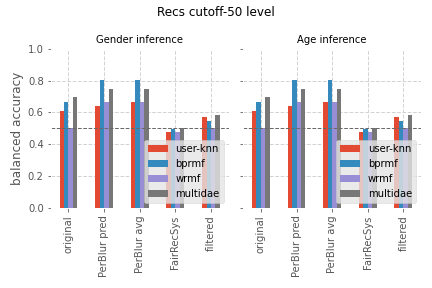 Recs cutoff-50 level
Gender inference
Age inference
balanced accuracy
1.0
0.8
0.6
0.4
0.2
0.0
user-knn
bprmf
wrmf
multidae
user-knn
bprmf
wrmf
multidae
original
PerBlur pred
PerBlur avg
FairRecSys
filtered
original
PerBlur pred
PerBlur avg
FairRecSys
filtered